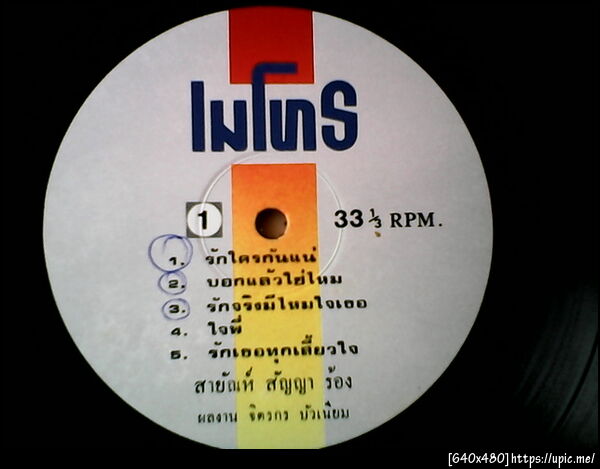 เมโทร
1
33 ⅓ RPM.
1. รักใครกันแน่
2. บอกแล้วใช่ไหม
3. รักจริงมีไหมใจเธอ
4. ใจพี่
5. รักเธอทุกเสี้ยวใจ
สายัณห์ สัญญา ร้อง
ผลงาน จิตรกร บัวเนียม
[640x480]https://upic.me/